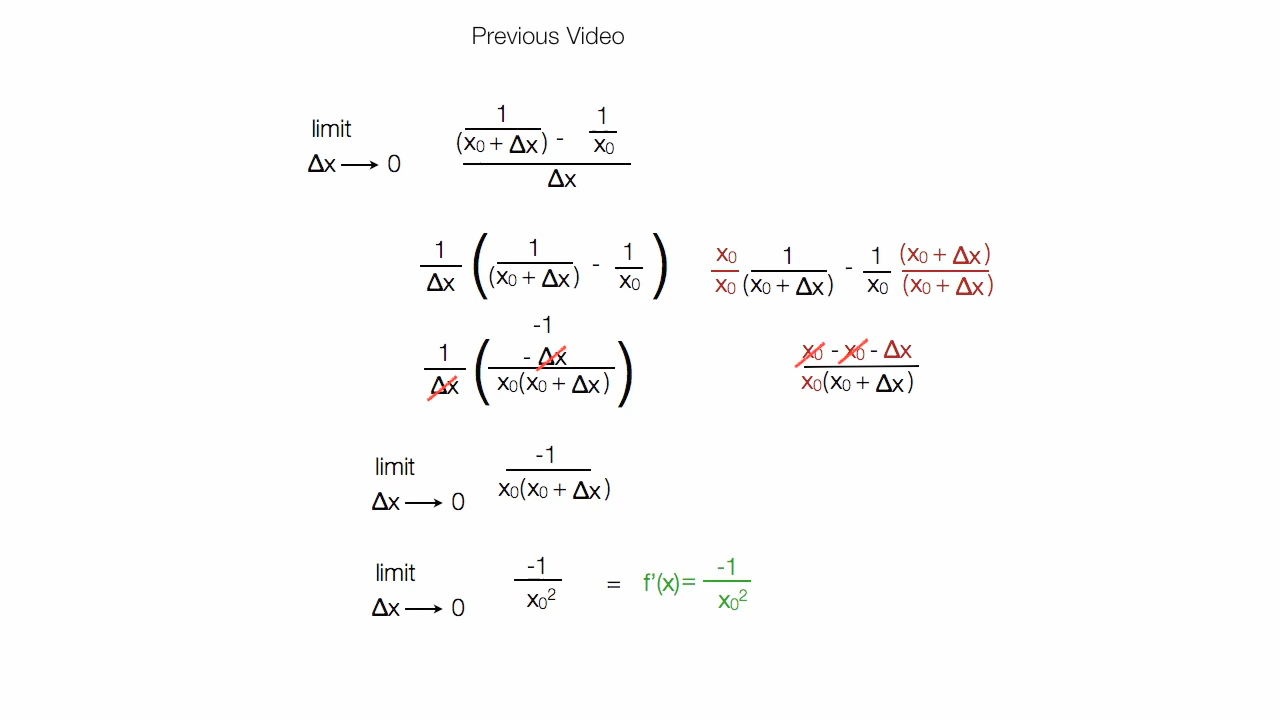 Previous Video
limit Δx → 0 (1/(x₀ + Δx) - 1/x₀)/Δx
1/Δx (1/(x₀ + Δx) - 1/x₀) x₀/x₀ 1/(x₀ + Δx) - 1/x₀ (x₀ + Δx)/(x₀ + Δx)
-1
1/Δx (- Δx/x₀(x₀ + Δx)) x₀ - x₀ - Δx/x₀(x₀ + Δx)
limit Δx → 0 -1/x₀(x₀ + Δx)
limit Δx → 0 -1/x₀² = f'(x)= -1/x₀²